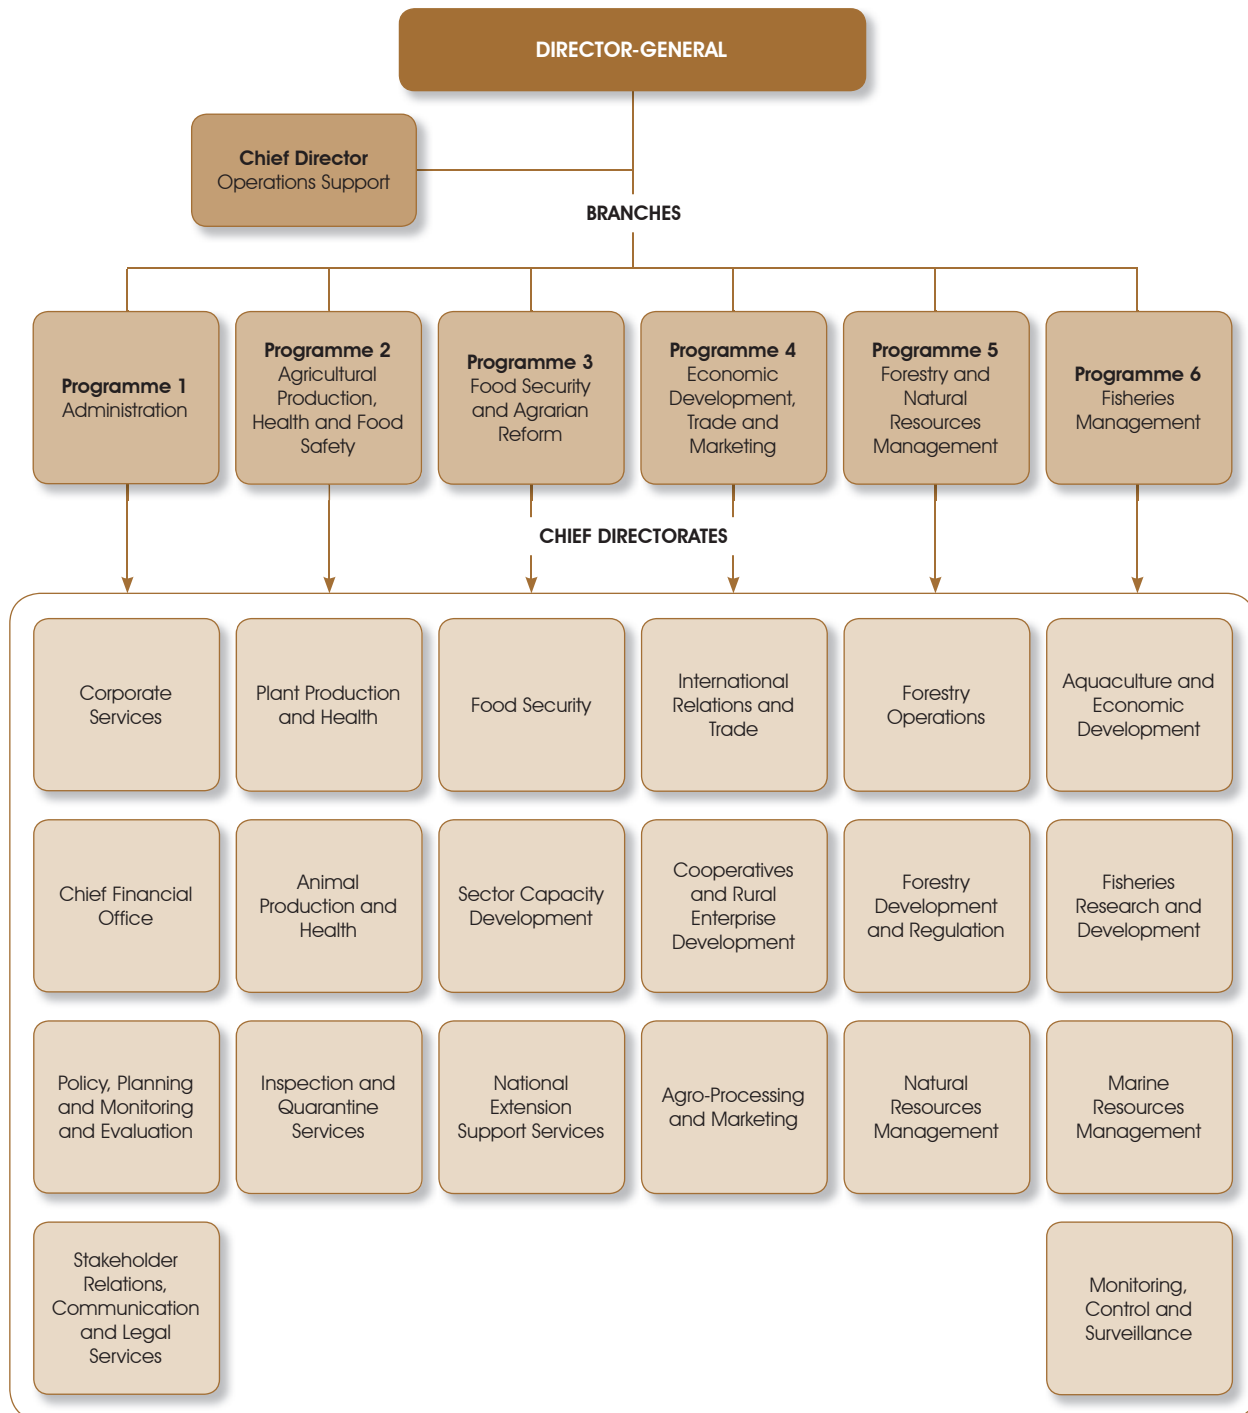 DIRECTOR-GENERAL
Chief Director
Operations Support
BRANCHES
Programme 1
Administration
Programme 2
Agricultural
Production,
Health and Food
Safety
Programme 3
Food Security
and Agrarian
Reform
Programme 4
Economic
Development,
Trade and
Marketing
Programme 5
Forestry and
Natural
Resources
Management
Programme 6
Fisheries
Management
CHIEF DIRECTORATES
Corporate
Services
Plant Production
and Health
Food Security
International
Relations and
Trade
Forestry
Operations
Aquaculture and
Economic
Development
Chief Financial
Office
Animal
Production and
Health
Sector Capacity
Development
Cooperatives
and Rural
Enterprise
Development
Forestry
Development
and Regulation
Fisheries
Research and
Development
Policy, Planning
and Monitoring
and Evaluation
Inspection and
Quarantine
Services
National
Extension
Support Services
Agro-Processing
and Marketing
Natural
Resources
Management
Marine
Resources
Management
Stakeholder
Relations,
Communication
and Legal
Services
Monitoring,
Control and
Surveillance